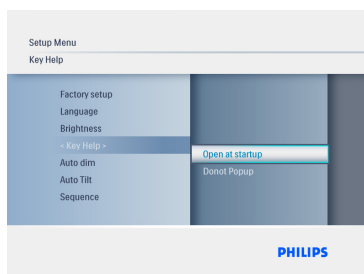 Setup Menu
Key Help
Factory setup
Language
Brightness
< Key Help >
Auto dim
Auto Tilt
Sequence
Open at startup
Donot Popup
PHILIPS